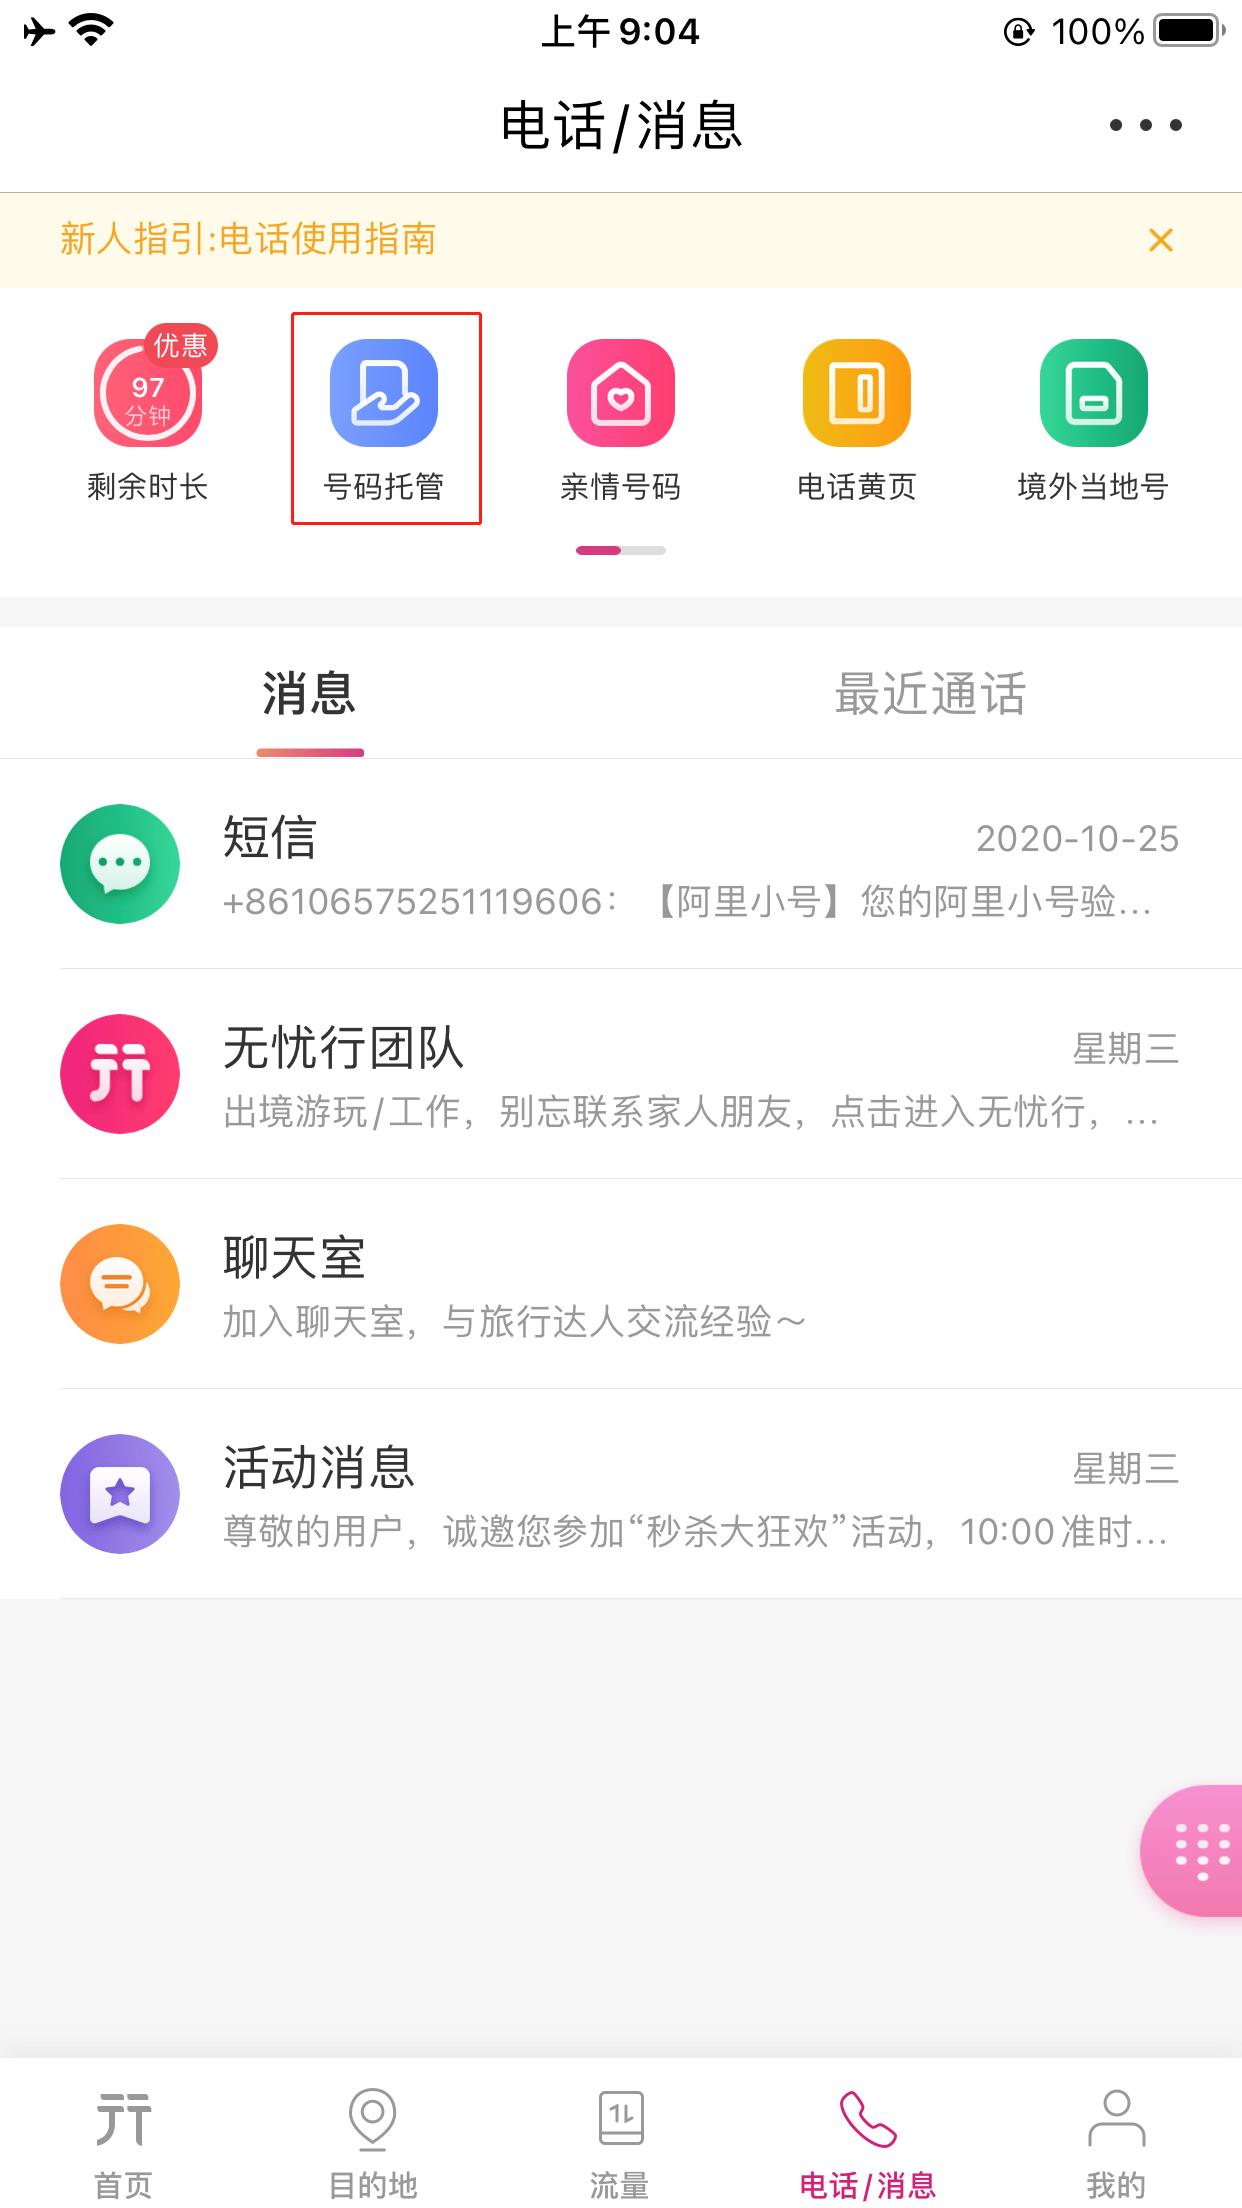 上午 9:04
100%
电话/消息
新人指引:电话使用指南
优惠
97
分钟
剩余时长
号码托管
亲情号码
电话黄页
境外当地号
消息
最近通话
短信
2020-10-25
+8610657525​1119606：【阿里小号】您的阿里小号验...
无忧行团队
星期三
出境游玩/工作，别忘联系家人朋友，点击进入无忧行，...
聊天室
加入聊天室，与旅行达人交流经验～
活动消息
星期三
尊敬的用户，诚邀您参加“秒杀大狂欢”活动，10:00准时...
首页
目的地
流量
电话/消息
我的